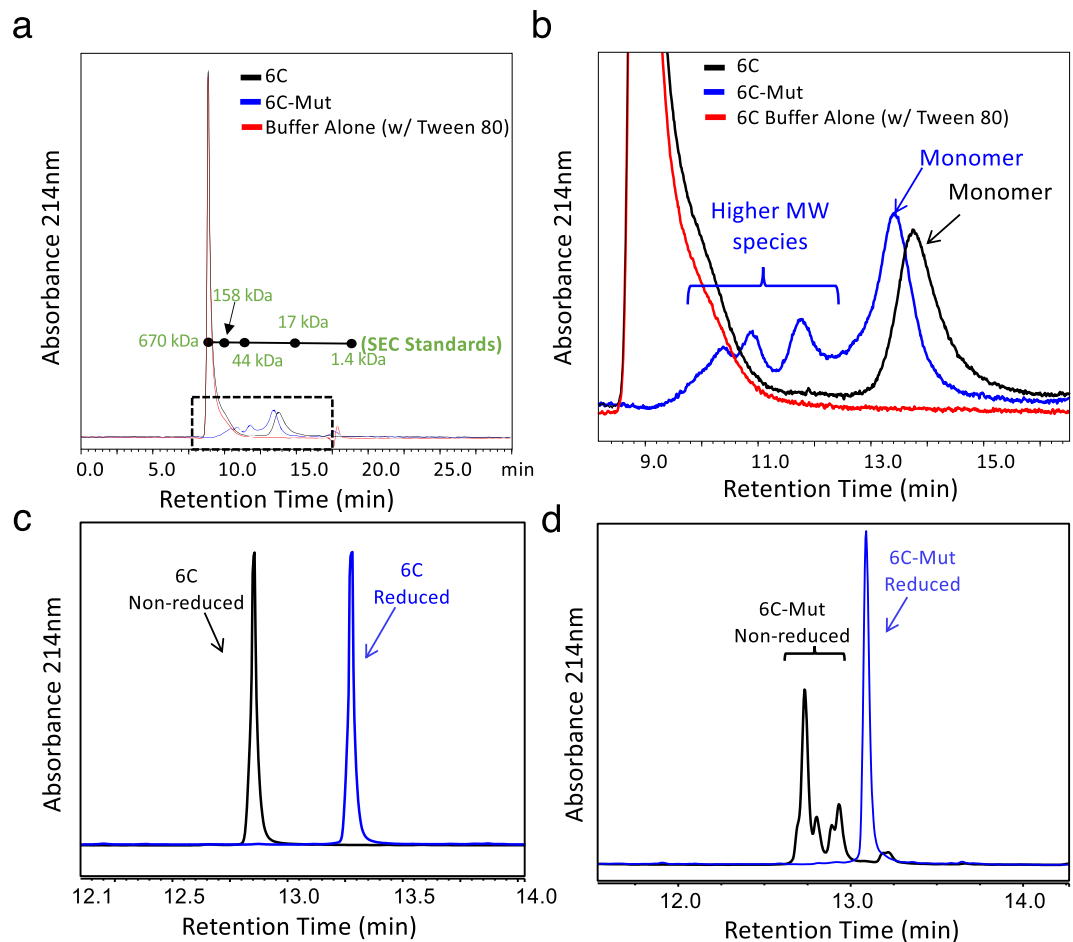 a
6C
6C-Mut
Buffer Alone (w/ Tween 80)
158 kDa
670 kDa
17 kDa
(SEC Standards)
44 kDa
1.4 kDa
Absorbance 214nm
0.0 5.0 10.0 15.0 20.0 25.0 min
Retention Time (min)
b
6C
6C-Mut
6C Buffer Alone (w/ Tween 80)
Monomer
Monomer
Higher MW
species
Absorbance 214nm
9.0 11.0 13.0 15.0
Retention Time (min)
c
6C
Non-reduced
6C
Reduced
Absorbance 214nm
12.1 12.5 13.0 13.5 14.0
Retention Time (min)
d
6C-Mut
Reduced
6C-Mut
Non-reduced
Absorbance 214nm
12.0 13.0 14.0
Retention Time (min)